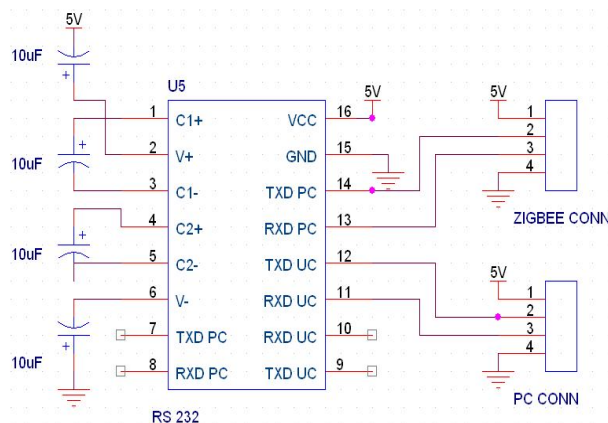 5V
10uF
+
U5
1 C1+ VCC 16 5V
2 V+ GND 15
10uF
+
3 C1- TXD PC 14
4 C2+ RXD PC 13
10uF
+
5 C2- TXD UC 12
6 V- RXD UC 11
7 TXD PC RXD UC 10
10uF
+
8 RXD PC TXD UC 9
RS 232
5V
1
2
3
4
ZIGBEE CONN
5V
1
2
3
4
PC CONN